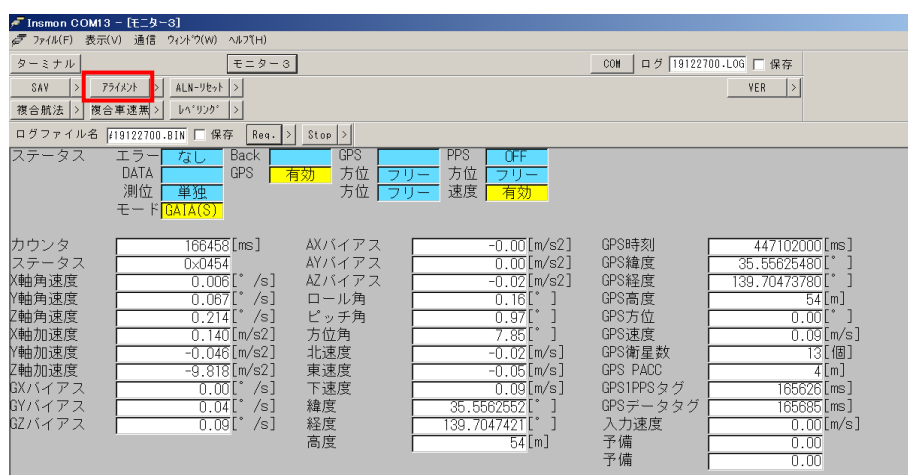 Insmon COM13 - [モニター3]
ファイル(F) 表示(V) 通信 ウィンドウ(W) ヘルプ(H)
ターミナル モニター3 COM ログ 19122700.LOG 保存
SAV > アライメント > ALN-リセット > VER >
複合航法 > 複合車速無 > レベリング >
ログファイル名 #19122700.BIN 保存 Req. > Stop >
ステータス エラー なし Back GPS PPS OFF
DATA GPS 有効 方位 フリー 方位 フリー
測位 単独 方位 フリー 速度 有効
モード GAIA(S)
カウンタ 166458 [ms] AXバイアス -0.00 [m/s2] GPS時刻 447102000 [ms]
ステータス 0x0454 AYバイアス 0.00 [m/s2] GPS緯度 35.55625480 [° ]
X軸角速度 0.006 [° /s] AZバイアス -0.02 [m/s2] GPS経度 139.70473780 [° ]
Y軸角速度 0.067 [° /s] ロール角 0.16 [° ] GPS高度 54 [m]
Z軸角速度 0.214 [° /s] ピッチ角 0.97 [° ] GPS方位 0.00 [° ]
X軸加速度 0.140 [m/s2] 方位角 7.85 [° ] GPS速度 0.09 [m/s]
Y軸加速度 -0.046 [m/s2] 北速度 -0.02 [m/s] GPS衛星数 13 [個]
Z軸加速度 -9.818 [m/s2] 東速度 -0.05 [m/s] GPS PACC 4 [m]
GXバイアス 0.00 [° /s] 下速度 0.09 [m/s] GPS1PPSタグ 165626 [ms]
GYバイアス 0.04 [° /s] 緯度 35.5562552 [° ] GPSデータタグ 165685 [ms]
GZバイアス 0.09 [° /s] 経度 139.7047421 [° ] 入力速度 0.00 [m/s]
高度 54 [m] 予備 0.00
予備 0.00